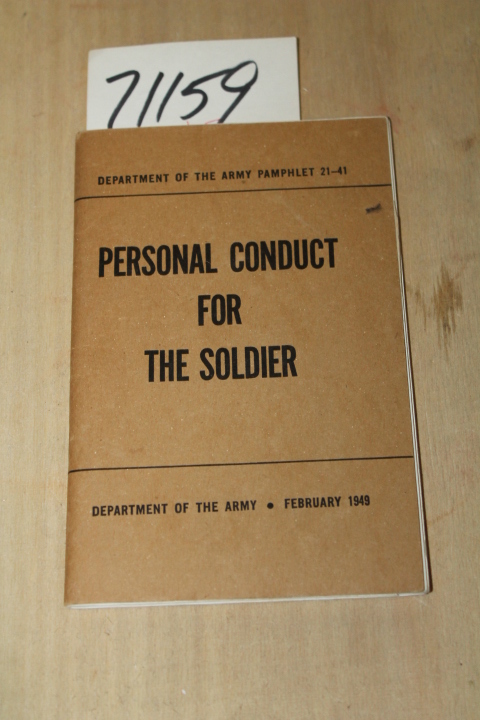 71159
DEPARTMENT OF THE ARMY PAMPHLET 21-41
PERSONAL CONDUCT
FOR
THE SOLDIER
DEPARTMENT OF THE ARMY • FEBRUARY 1949